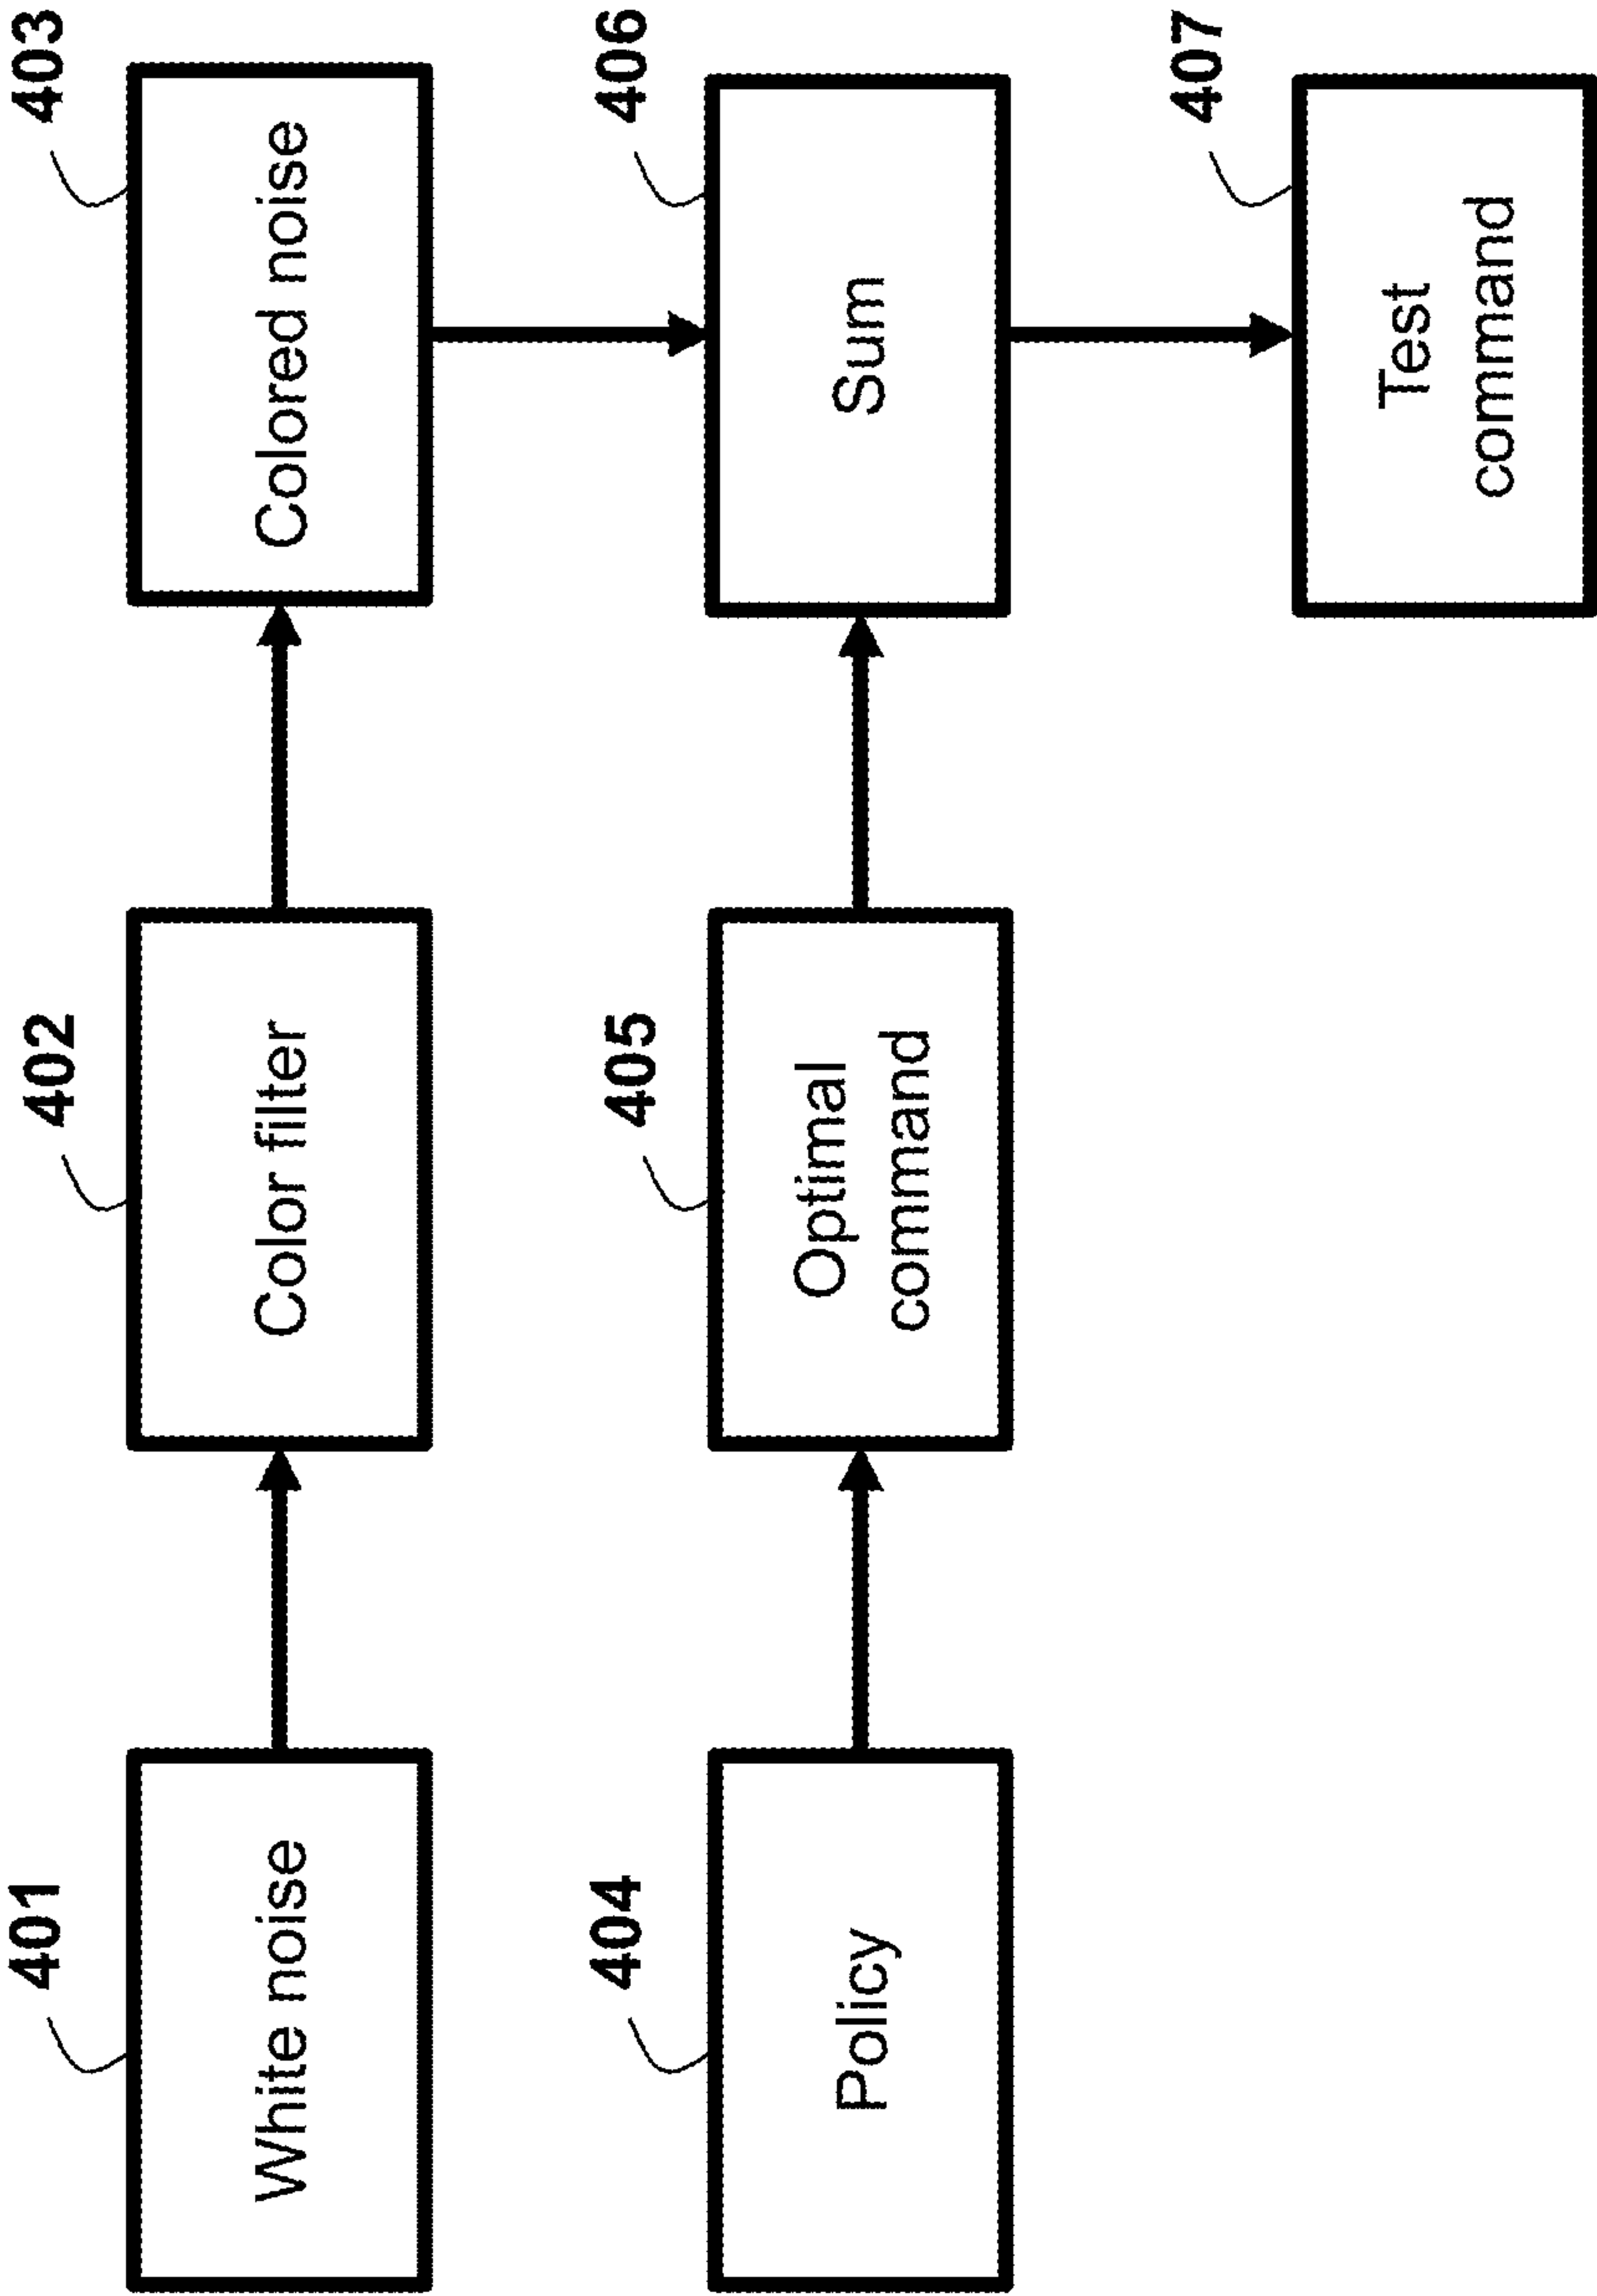 401
White noise
402
Color filter
403
Colored noise
404
Policy
405
Optimal
command
406
Sum
407
Test
command